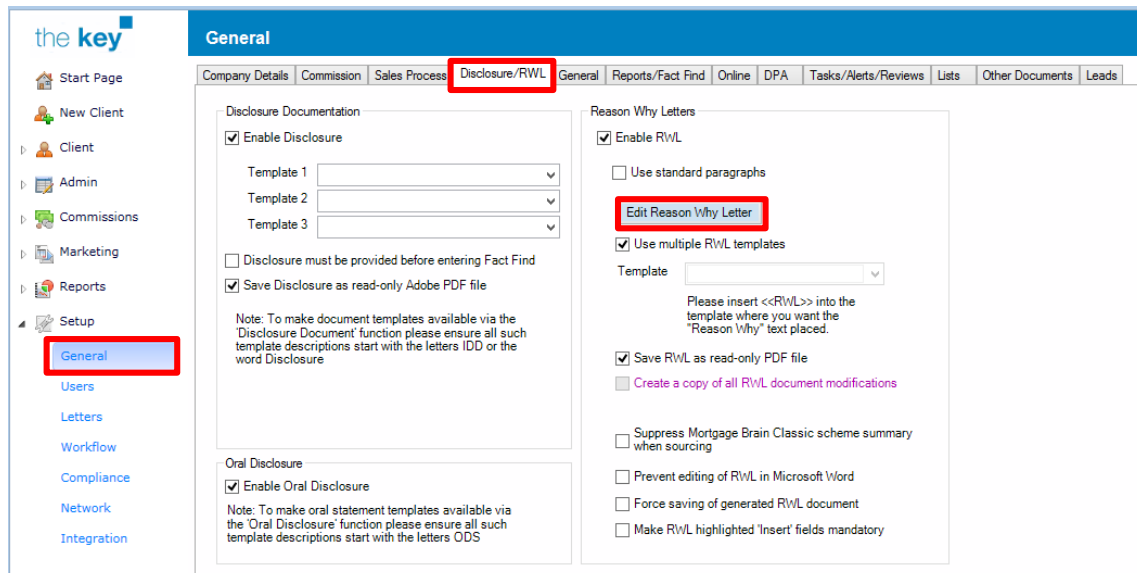 the key
General
Start Page
New Client
Client
Admin
Commissions
Marketing
Reports
Setup
General
Users
Letters
Workflow
Compliance
Network
Integration
Company Details
Commission
Sales Process
Disclosure/RWL
General
Reports/Fact Find
Online
DPA
Tasks/Alerts/Reviews
Lists
Other Documents
Leads
Disclosure Documentation
Enable Disclosure
Template 1
Template 2
Template 3
Disclosure must be provided before entering Fact Find
Save Disclosure as read-only Adobe PDF file
Note: To make document templates available via the
'Disclosure Document' function please ensure all such
template descriptions start with the letters IDD or the
word Disclosure
Oral Disclosure
Enable Oral Disclosure
Note: To make oral statement templates available via
the 'Oral Disclosure' function please ensure all such
template descriptions start with the letters ODS
Reason Why Letters
Enable RWL
Use standard paragraphs
Edit Reason Why Letter
Use multiple RWL templates
Template
Please insert <<RWL>> into the
template where you want the
"Reason Why" text placed.
Save RWL as read-only PDF file
Create a copy of all RWL document modifications
Suppress Mortgage Brain Classic scheme summary
when sourcing
Prevent editing of RWL in Microsoft Word
Force saving of generated RWL document
Make RWL highlighted 'Insert' fields mandatory